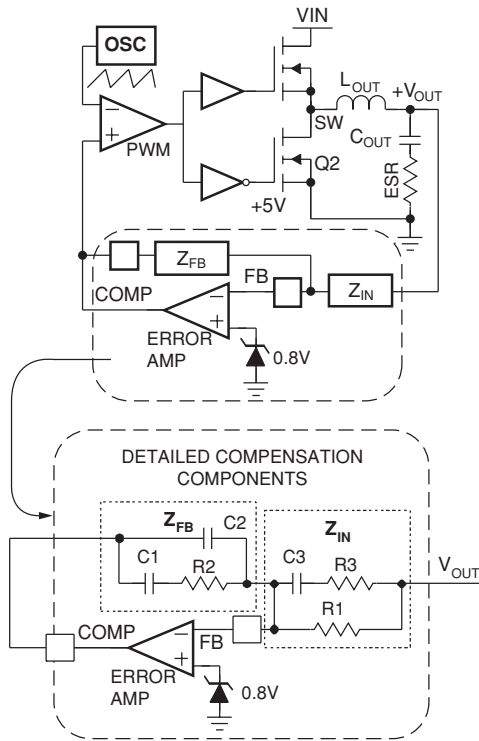 VIN
OSC
LOUT
+VOUT
−
+
PWM
SW
COUT
ESR
Q2
+5V
ZFB
FB
ZIN
COMP
−
+
ERROR
AMP
0.8V
DETAILED COMPENSATION
COMPONENTS
ZFB
C2
ZIN
C1
R2
C3
R3
VOUT
R1
COMP
−
+
FB
ERROR
AMP
0.8V